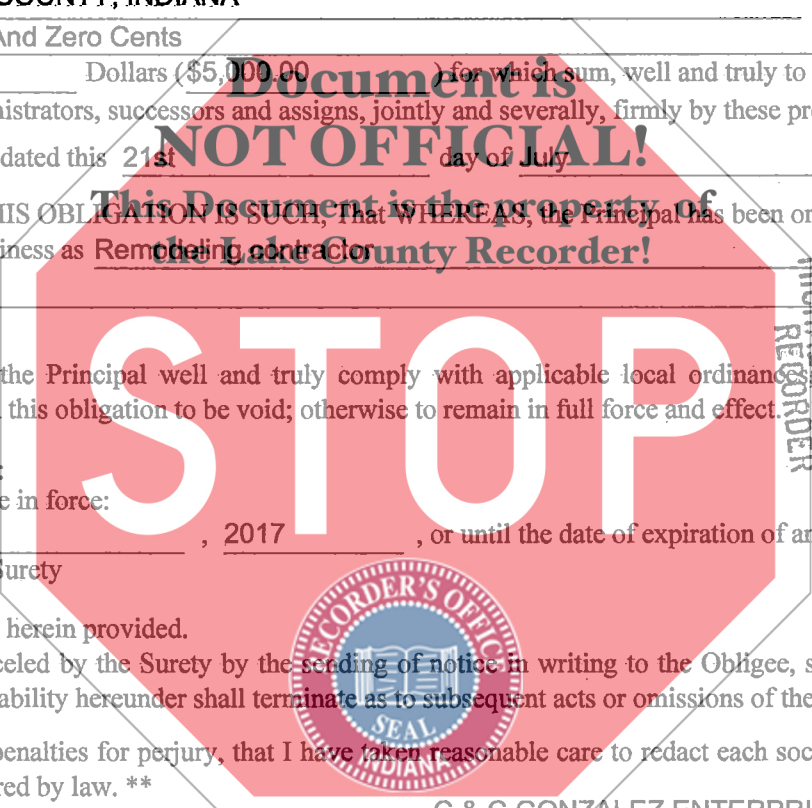 COUNTY, INDIANA
And Zero Cents
Document is
Dollars ($5,000.00 ) for which sum, well and truly to
nistrators, successors and assigns, jointly and severally, firmly by these pre
NOT OFFICIAL!
dated this 21st day of July
This Document is the property of
HIS OBLIGATION IS SUCH, That WHEREAS, the Principal has been or
iness as Remodeling contractor
the Lake County Recorder!
STOP
RECORDER
the Principal well and truly comply with applicable local ordinances
this obligation to be void; otherwise to remain in full force and effect.
:
e in force:
, 2017 , or until the date of expiration of an
Surety
herein provided.
RECORDER'S OFFICE
SEAL
INDIANA
celed by the Surety by the sending of notice in writing to the Obligee, s
ability hereunder shall terminate as to subsequent acts or omissions of the
penalties for perjury, that I have taken reasonable care to redact each soc
red by law. **
C & C GONZALEZ ENTERPRI